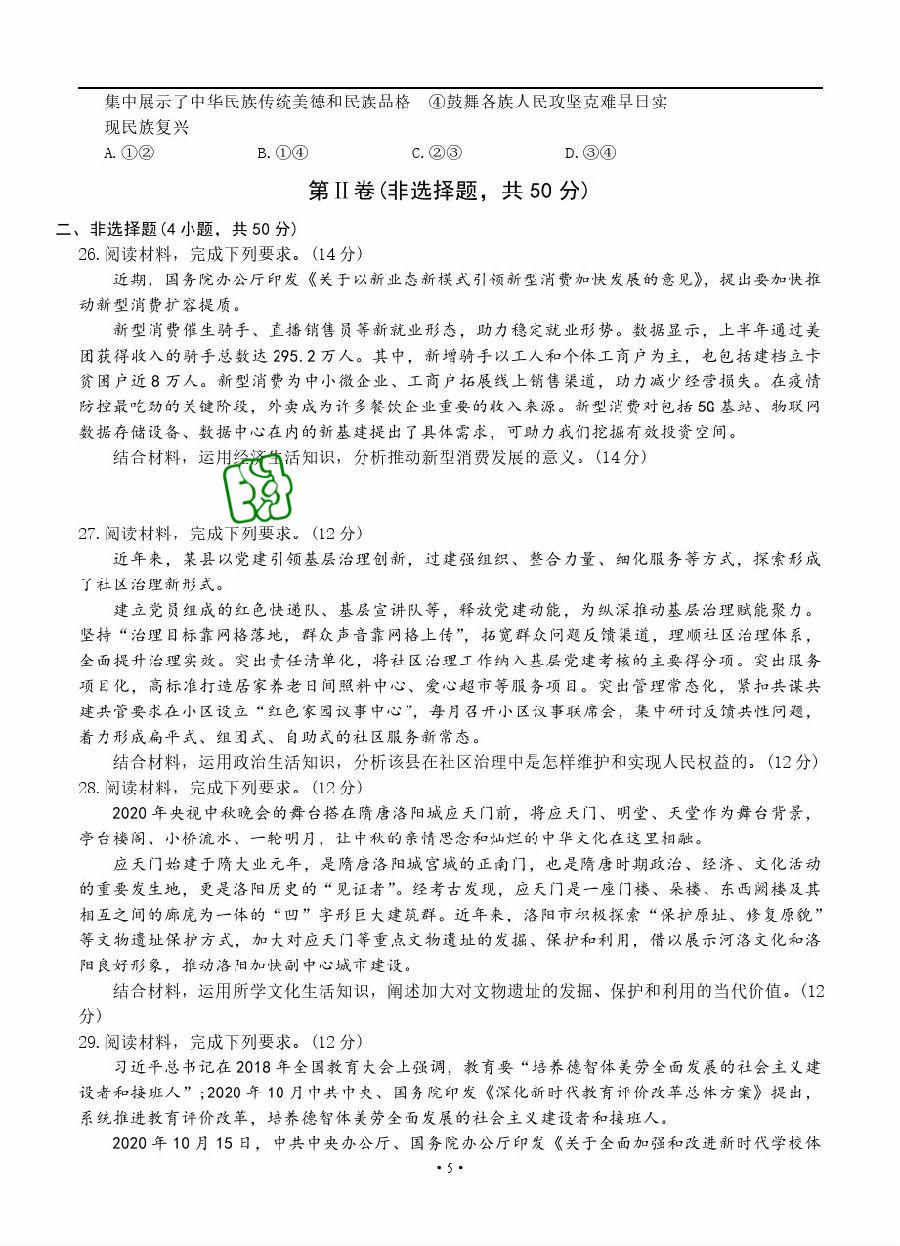 集中展示了中华民族传统美德和民族品格　④鼓舞各族人民攻坚克难早日实
现民族复兴
A.①②　　　B.①④　　　C.②③　　　D.③④
第Ⅱ卷(非选择题，共50分)
二、非选择题(4小题，共50分)
26.阅读材料，完成下列要求。(14分)
近期，国务院办公厅印发《关于以新业态新模式引领新型消费加快发展的意见》，提出要加快推
动新型消费扩容提质。
新型消费催生骑手、直播销售员等新就业形态，助力稳定就业形势。数据显示，上半年通过美
团获得收入的骑手总数达295.2万人。其中，新增骑手以工人和个体工商户为主，也包括建档立卡
贫困户近8万人。新型消费为中小微企业、工商户拓展线上销售渠道，功力减少经营损失。在疫情
防控最吃劲的关键阶段，外卖成为许多餐饮企业重要的收入来源。新型消费对包括5G基站、物联网
数据存储设备、数据中心在内的新基建提出了具体需求，可助力我们挖掘有效投资空间。
结合材料，运用经济生活知识，分析推动新型消费发展的意义。(14分)
27.阅读材料，完成下列要求。(12分)
近年来，某县以党建引领基层治理创新，过建强组织、整合力量、细化服务等方式，探索形成
了社区治理新形式。
建立党员组成的红色快递队、基层宣讲队等，释放党建动能，为纵深推动基层治理赋能聚力。
坚持“治理目标靠网格落地，群众声音靠网格上传”，拓宽群众问题反馈渠道，理顺社区治理体系，
全面提升治理实效。突出责任清单化，将社区治理工作纳入基层党建考核的主要得分项。突出服务
项目化，高标准打造居家养老日间照料中心、爱心超市等服务项目。突出管理常态化，紧扣共谋共
建共管要求在小区设立“红色家园议事中心”，每月召开小区议事联席会，集中研讨反馈共性问题，
着力形成扁平式、组团式、自助式的社区服务新常态。
结合材料，运用政治生活知识，分析该县在社区治理中是怎样维护和实现人民权益的。(12分)
28.阅读材料，完成下列要求。(12分)
2020年央视中秋晚会的舞台搭在隋唐洛阳城应天门前，将应天门、明堂、天堂作为舞台背景，
亭台楼阁、小桥流水、一轮明月，让中秋的亲情思念和灿烂的中华文化在这里相融。
应天门始建于隋大业元年，是隋唐洛阳城宫城的正南门，也是隋唐时期政治、经济、文化活动
的重要发生地，更是洛阳历史的“见证者”。经考古发现，应天门是一座门楼、朵楼、东西阙楼及其
相互之间的廊庑为一体的“凹”字形巨大建筑群。近年来，洛阳市积极探索“保护原址、修复原貌”
等文物遗址保护方式，加大对应天门等重点文物遗址的发掘、保护和利用，借以展示河洛文化和洛
阳良好形象，推动洛阳加快副中心城市建设。
结合材料，运用所学文化生活知识，阐述加大对文物遗址的发掘、保护和利用的当代价值。(12
分)
29.阅读材料，完成下列要求。(12分)
习近平总书记在2018年全国教育大会上强调，教育要“培养德智体美劳全面发展的社会主义建
设者和接班人”;2020年10月中共中央、国务院印发《深化新时代教育评价改革总体方案》提出，
系统推进教育评价改革，培养德智体美劳全面发展的社会主义建设者和接班人。
2020年10月15日，中共中央办公厅、国务院办公厅印发《关于全面加强和改进新时代学校体
·5·